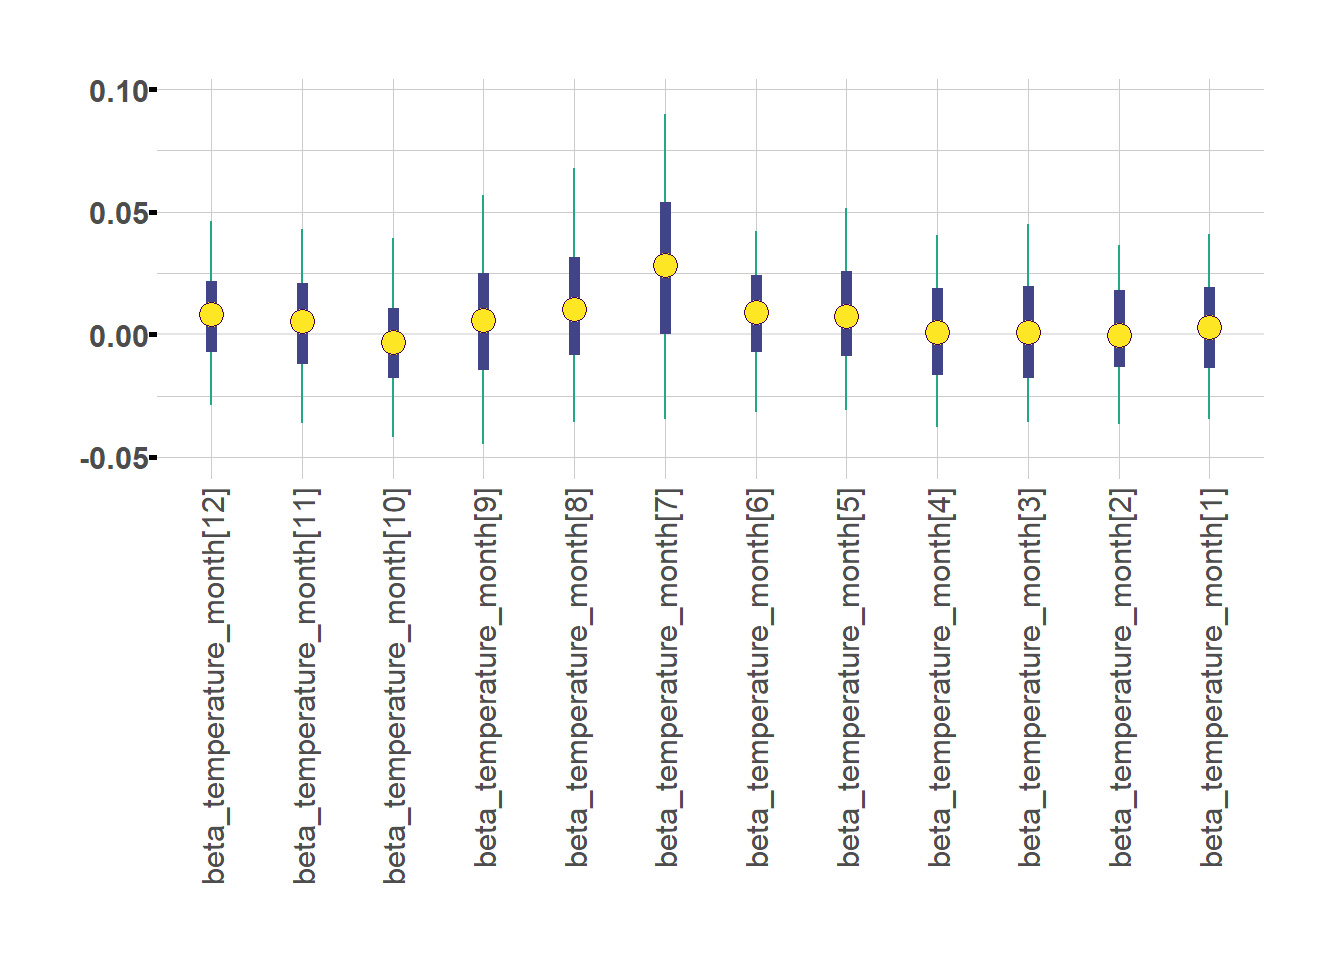 0.10
0.05
0.00
-0.05
beta_temperature_month[12]
beta_temperature_month[11]
beta_temperature_month[10]
beta_temperature_month[9]
beta_temperature_month[8]
beta_temperature_month[7]
beta_temperature_month[6]
beta_temperature_month[5]
beta_temperature_month[4]
beta_temperature_month[3]
beta_temperature_month[2]
beta_temperature_month[1]